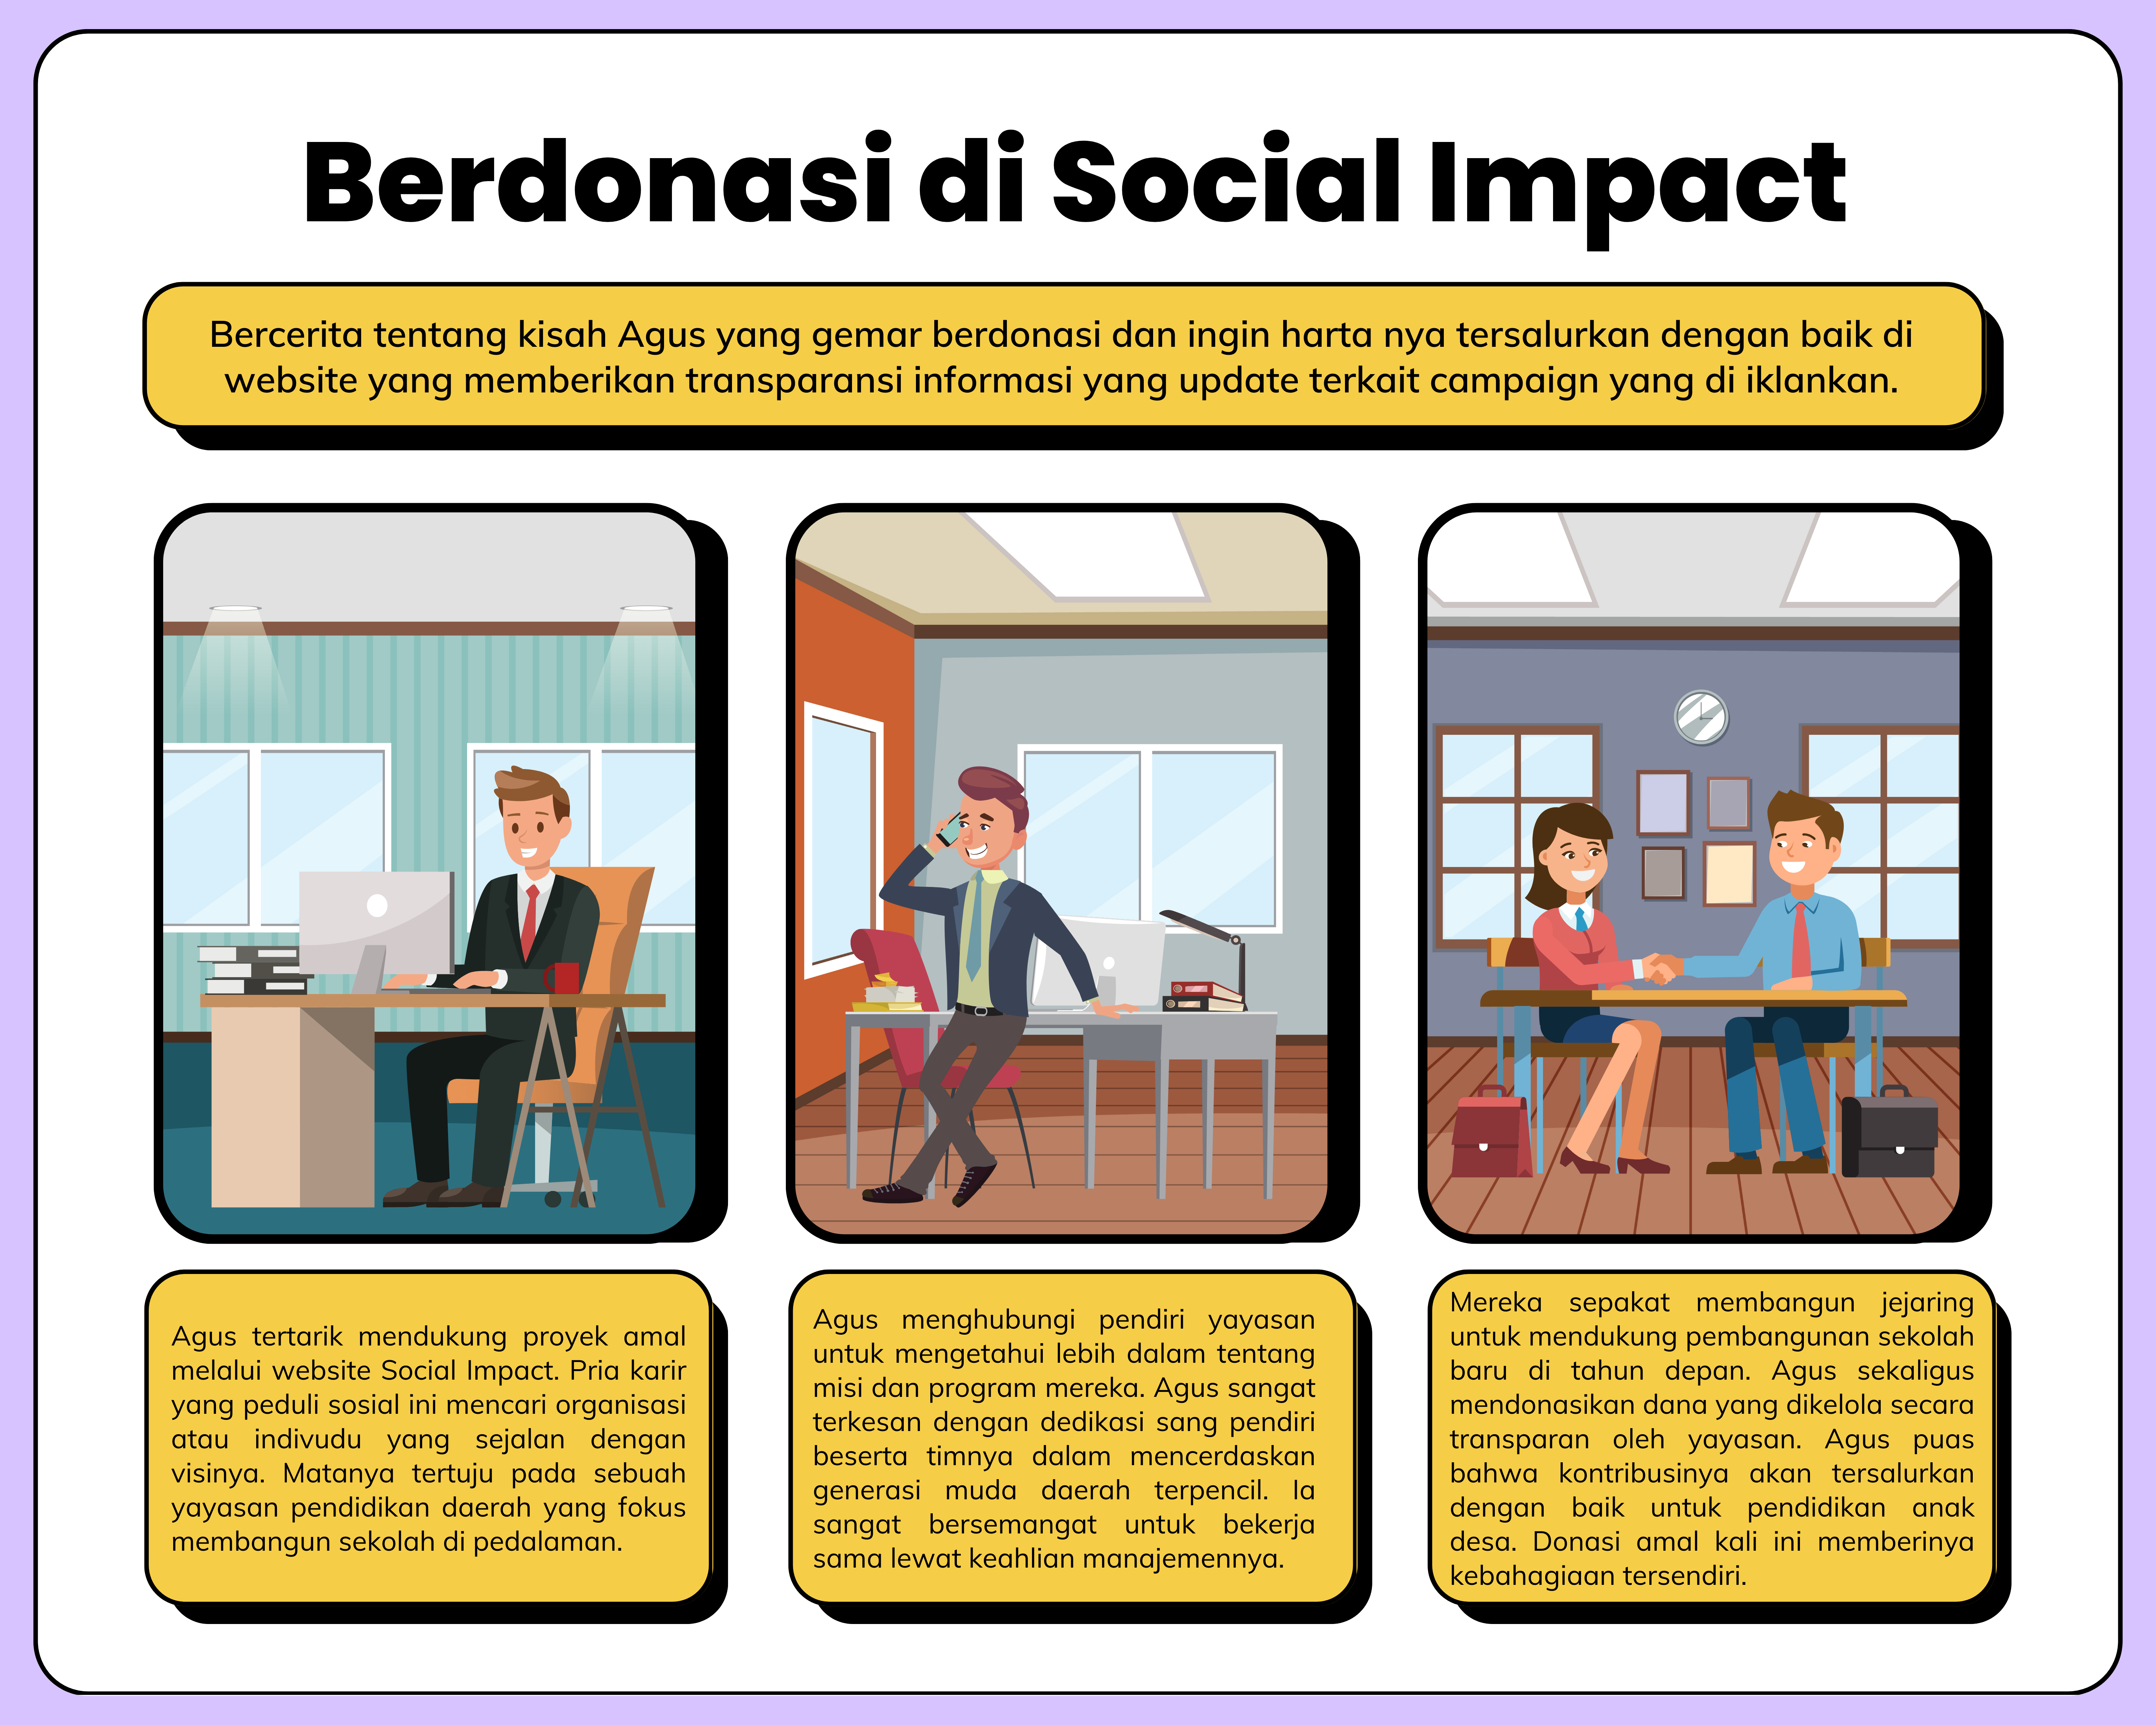 Berdonasi di Social Impact
Bercerita tentang kisah Agus yang gemar berdonasi dan ingin harta nya tersalurkan dengan baik di
website yang memberikan transparansi informasi yang update terkait campaign yang di iklankan.
Agus tertarik mendukung proyek amal
melalui website Social Impact. Pria karir
yang peduli sosial ini mencari organisasi
atau indivudu yang sejalan dengan
visinya. Matanya tertuju pada sebuah
yayasan pendidikan daerah yang fokus
membangun sekolah di pedalaman.
Agus menghubungi pendiri yayasan
untuk mengetahui lebih dalam tentang
misi dan program mereka. Agus sangat
terkesan dengan dedikasi sang pendiri
beserta timnya dalam mencerdaskan
generasi muda daerah terpencil. Ia
sangat bersemangat untuk bekerja
sama lewat keahlian manajemennya.
Mereka sepakat membangun jejaring
untuk mendukung pembangunan sekolah
baru di tahun depan. Agus sekaligus
mendonasikan dana yang dikelola secara
transparan oleh yayasan. Agus puas
bahwa kontribusinya akan tersalurkan
dengan baik untuk pendidikan anak
desa. Donasi amal kali ini memberinya
kebahagiaan tersendiri.